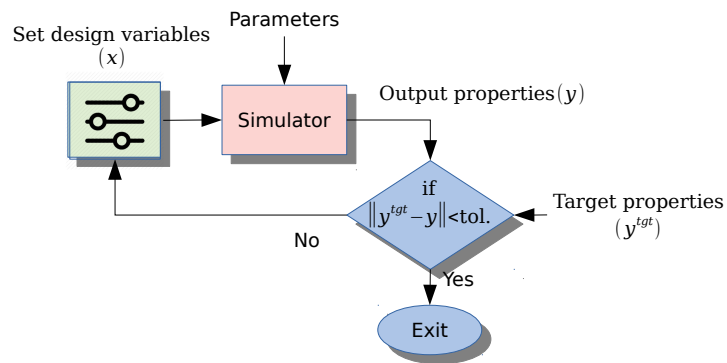 Parameters
Set design variables
(x)
Simulator
Output properties(y)
if
‖y^{tgt}−y‖<tol.
Target properties
(y^{tgt})
No
Yes
Exit